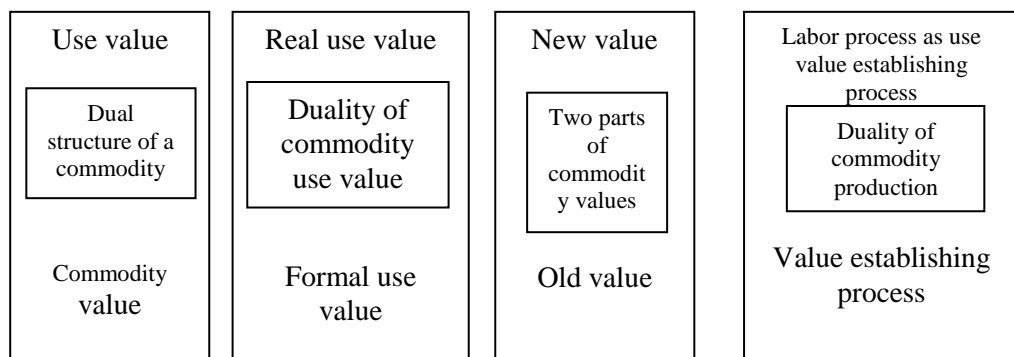 Use value
Dual
structure of a
commodity
Commodity
value
Real use value
Duality of
commodity
use value
Formal use
value
New value
Two parts
of
commodit
y values
Old value
Labor process as use
value establishing
process
Duality of
commodity
production
Value establishing
process